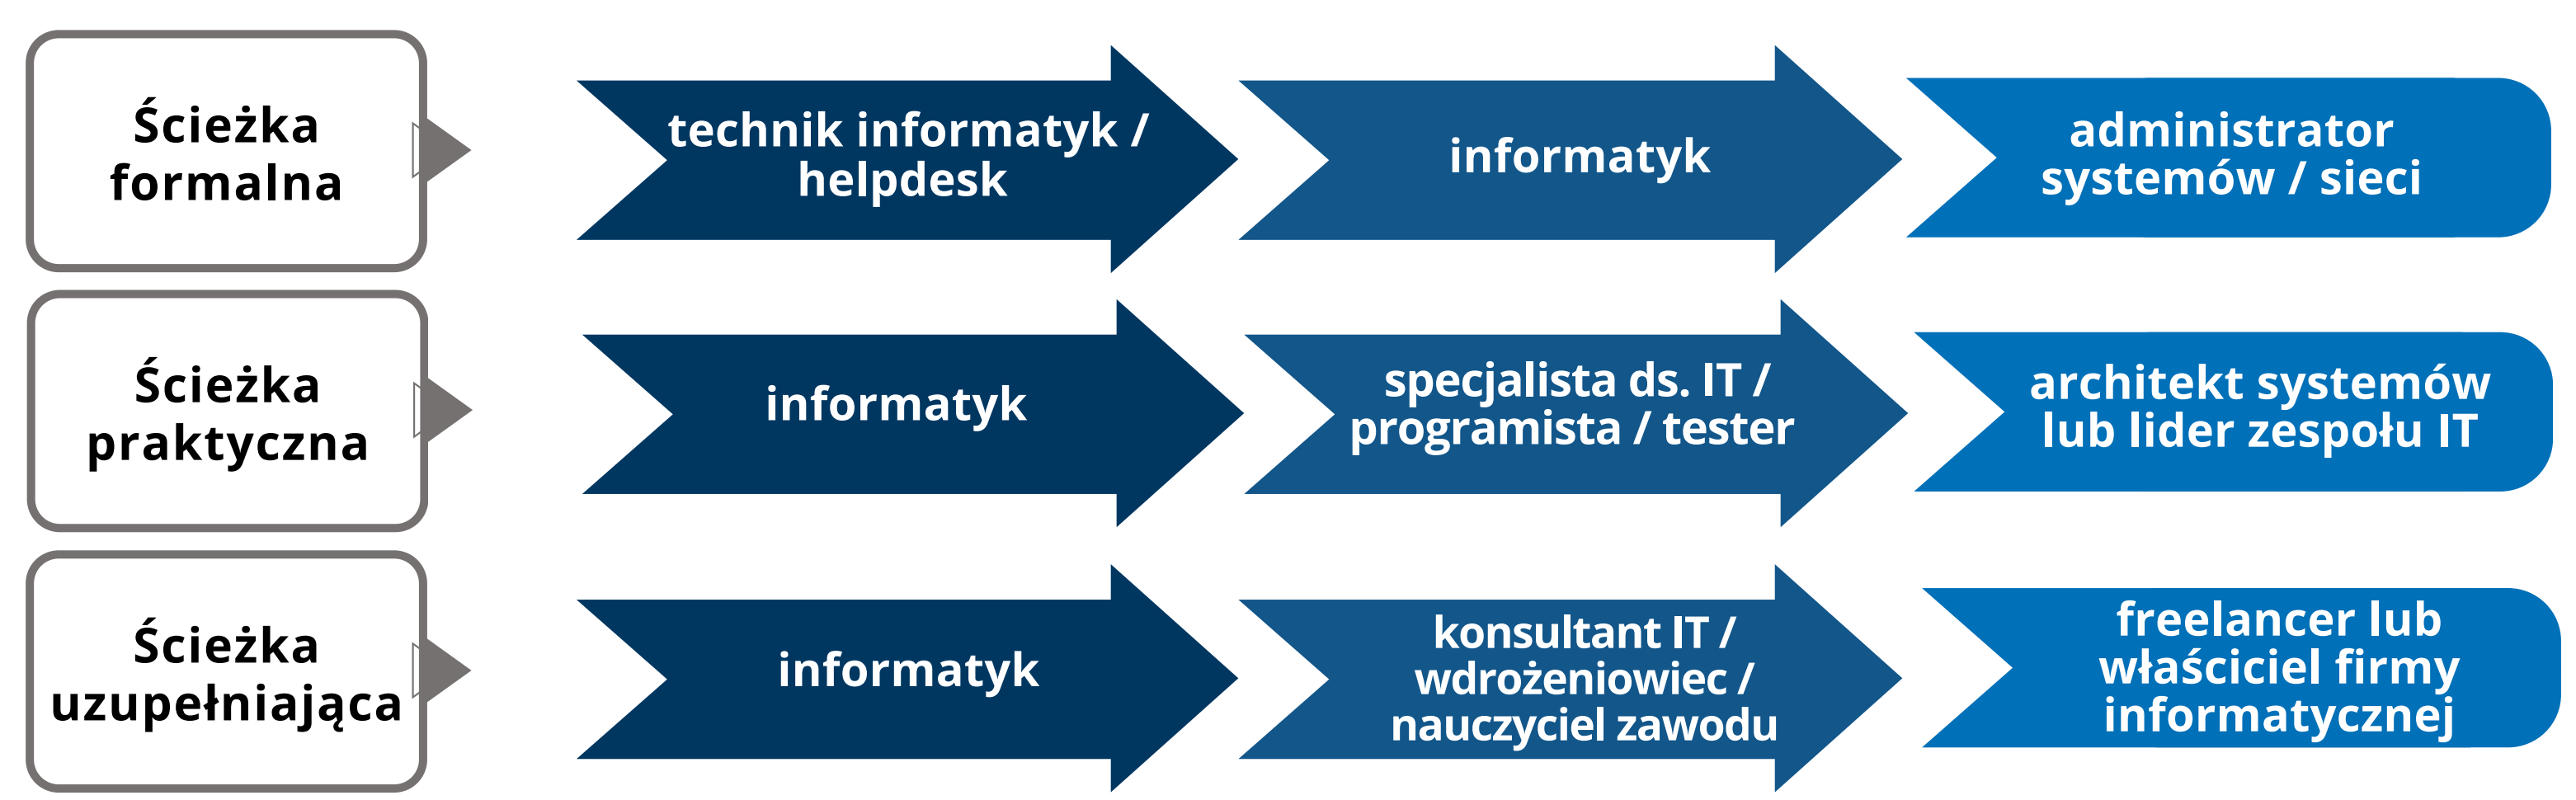 Ścieżka
formalna
technik informatyk /
helpdesk
informatyk
administrator
systemów / sieci
Ścieżka
praktyczna
informatyk
specjalista ds. IT /
programista / tester
architekt systemów
lub lider zespołu IT
Ścieżka
uzupełniająca
informatyk
konsultant IT /
wdrożeniowiec /
nauczyciel zawodu
freelancer lub
właściciel firmy
informatycznej